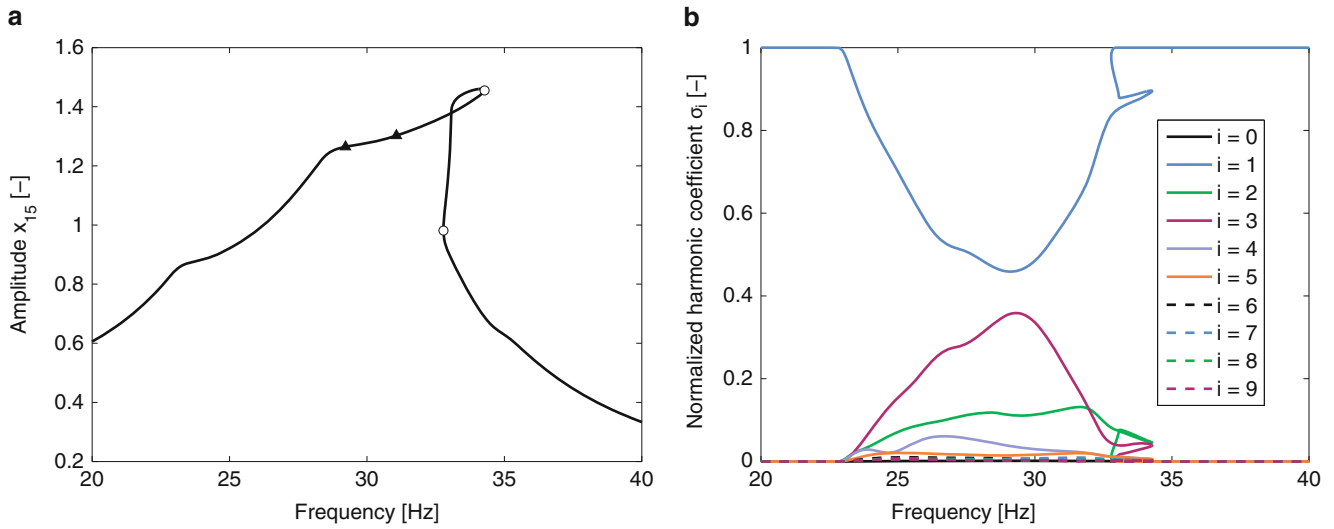 a
Amplitude x15 [–]
1.6
1.4
1.2
1
0.8
0.6
0.4
0.2
20
25
30
35
40
Frequency [Hz]
b
Normalized harmonic coefficient σi [–]
1
0.8
0.6
0.4
0.2
0
20
25
30
35
40
Frequency [Hz]
i = 0
i = 1
i = 2
i = 3
i = 4
i = 5
i = 6
i = 7
i = 8
i = 9